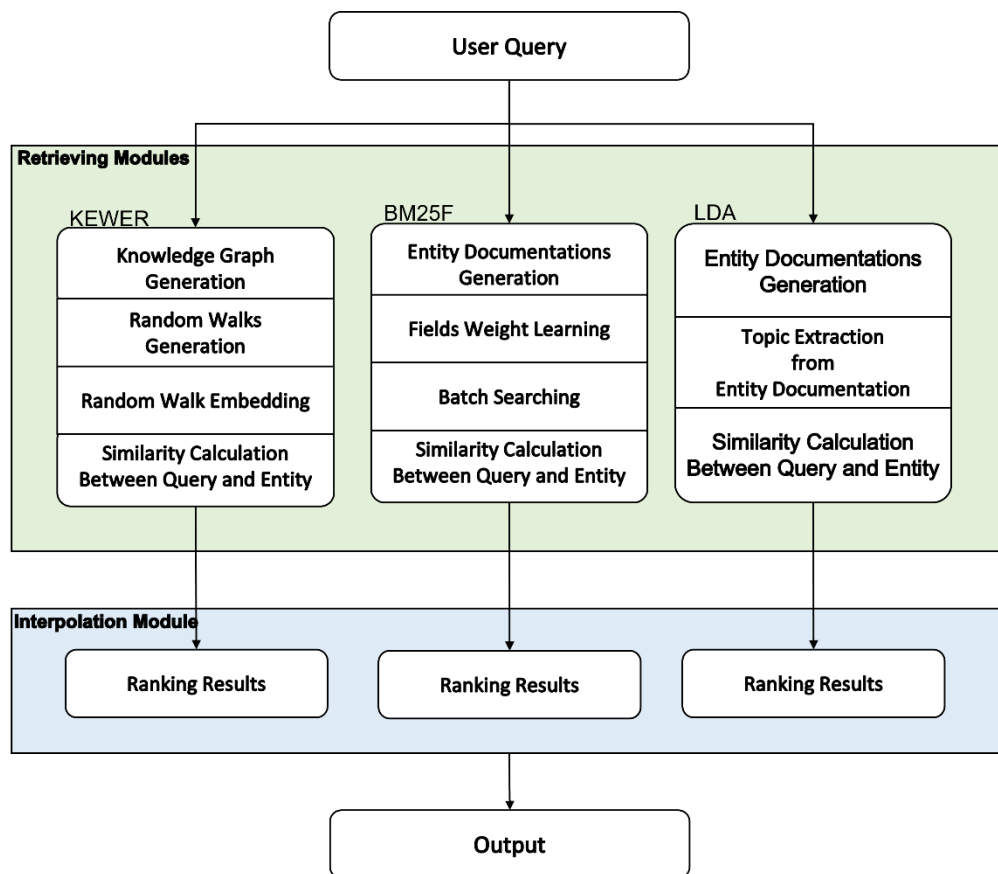 User Query
Retrieving Modules
KEWER
Knowledge Graph
Generation
Random Walks
Generation
Random Walk Embedding
Similarity Calculation
Between Query and Entity
BM25F
Entity Documentations
Generation
Fields Weight Learning
Batch Searching
Similarity Calculation
Between Query and Entity
LDA
Entity Documentations
Generation
Topic Extraction
from
Entity Documentation
Similarity Calculation
Between Query and Entity
Interpolation Module
Ranking Results
Ranking Results
Ranking Results
Output